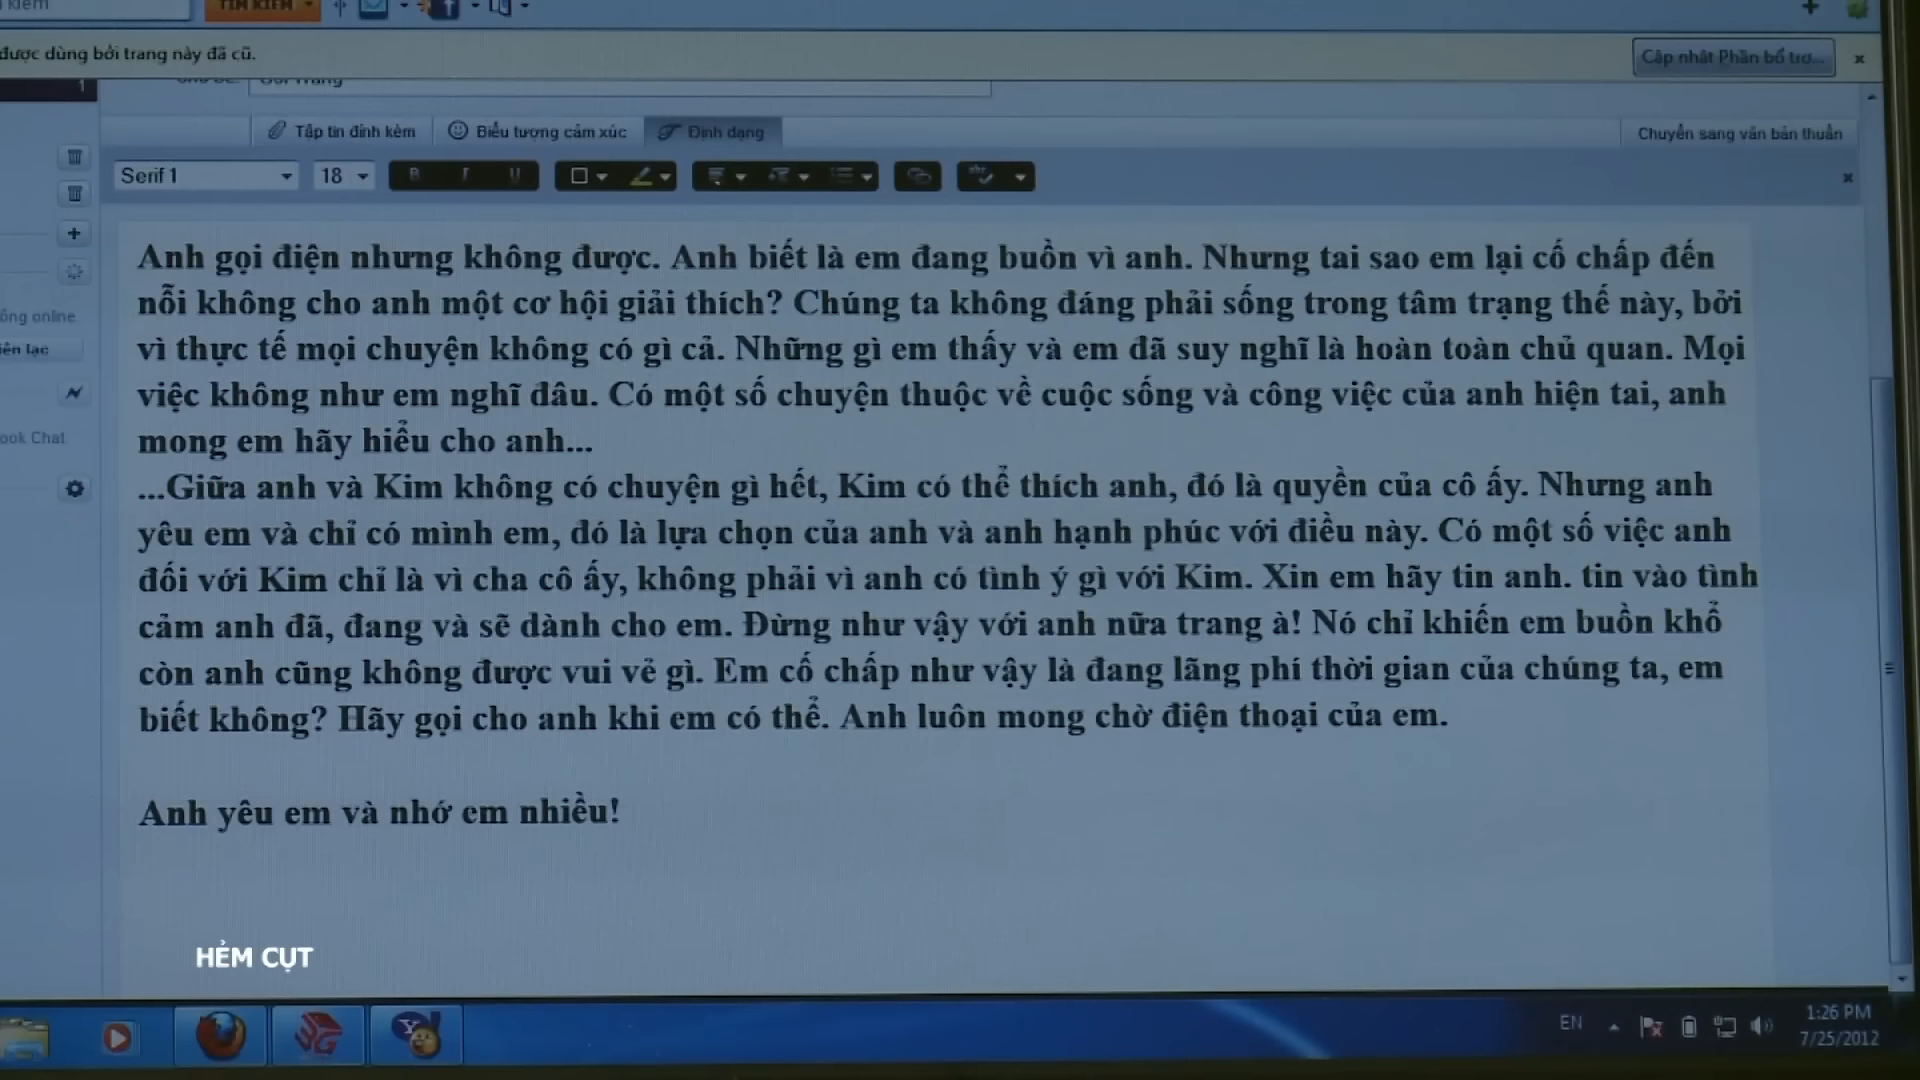 kiếm
TÌM KIẾM
được dùng bởi trang này đã cũ.
Cập nhật Phần bổ trợ...
1
Tập tin đính kèm
Biểu tượng cảm xúc
Định dạng
Chuyển sang văn bản thuần
Serif 1
18
B I U
Anh gọi điện nhưng không được. Anh biết là em đang buồn vì anh. Nhưng tai sao em lại cố chấp đến
nỗi không cho anh một cơ hội giải thích? Chúng ta không đáng phải sống trong tâm trạng thế này, bởi
vì thực tế mọi chuyện không có gì cả. Những gì em thấy và em đã suy nghĩ là hoàn toàn chủ quan. Mọi
việc không như em nghĩ đâu. Có một số chuyện thuộc về cuộc sống và công việc của anh hiện tai, anh
mong em hãy hiểu cho anh...
...Giữa anh và Kim không có chuyện gì hết, Kim có thể thích anh, đó là quyền của cô ấy. Nhưng anh
yêu em và chỉ có mình em, đó là lựa chọn của anh và anh hạnh phúc với điều này. Có một số việc anh
đối với Kim chỉ là vì cha cô ấy, không phải vì anh có tình ý gì với Kim. Xin em hãy tin anh. tin vào tình
cảm anh đã, đang và sẽ dành cho em. Đừng như vậy với anh nữa trang à! Nó chỉ khiến em buồn khổ
còn anh cũng không được vui vẻ gì. Em cố chấp như vậy là đang lãng phí thời gian của chúng ta, em
biết không? Hãy gọi cho anh khi em có thể. Anh luôn mong chờ điện thoại của em.
Anh yêu em và nhớ em nhiều!
online
ook Chat
HẺM CỤT
EN
1:26 PM
7/25/2012